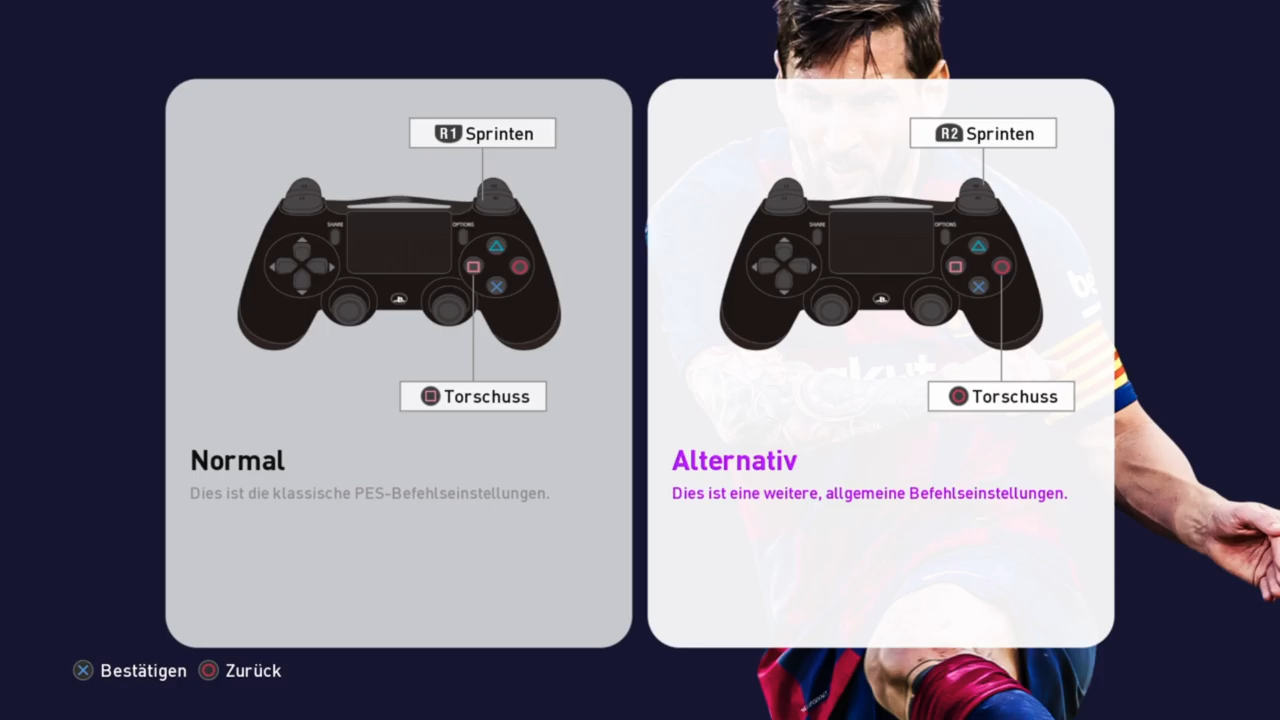 R1 Sprinten
SHARE
OPTIONS
Torschuss
Normal
Dies ist die klassische PES-Befehlseinstellungen.
R2 Sprinten
SHARE
OPTIONS
Torschuss
Alternativ
Dies ist eine weitere, allgemeine Befehlseinstellungen.
Bestätigen Zurück